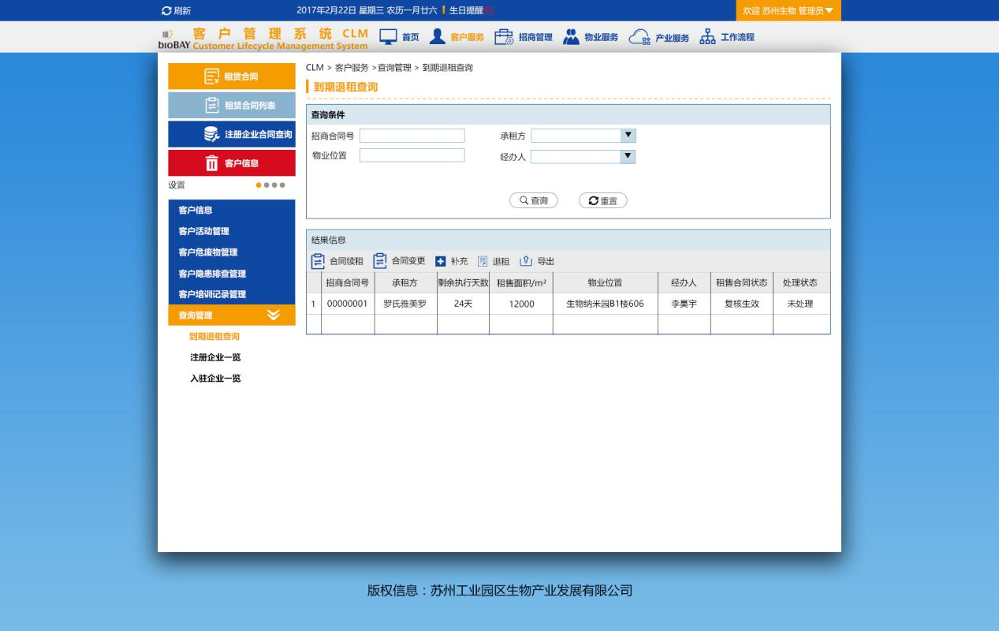 刷新 2017年2月22日 星期三 农历一月廿六 生日提醒[0] 欢迎 苏州生物 管理员
bioBAY 客户管理系统 CLM
Customer Lifecycle Management System
首页 客户服务 招商管理 物业服务 产业服务 工作流程
租赁合同
租赁合同列表
注册企业合同查询
客户信息
设置
客户信息
客户活动管理
客户危废物管理
客户隐患排查管理
客户培训记录管理
查询管理
到期退租查询
注册企业一览
入驻企业一览
CLM > 客户服务 >查询管理 > 到期退租查询
到期退租查询
查询条件
招商合同号 承租方
物业位置 经办人
查询 重置
结果信息
合同续租 合同变更 补充 退租 导出
招商合同号 承租方 剩余执行天数 租售面积/m² 物业位置 经办人 租售合同状态 处理状态
1 00000001 罗氏雅美罗 24天 12000 生物纳米园B1楼606 李昊宇 复核生效 未处理
版权信息：苏州工业园区生物产业发展有限公司